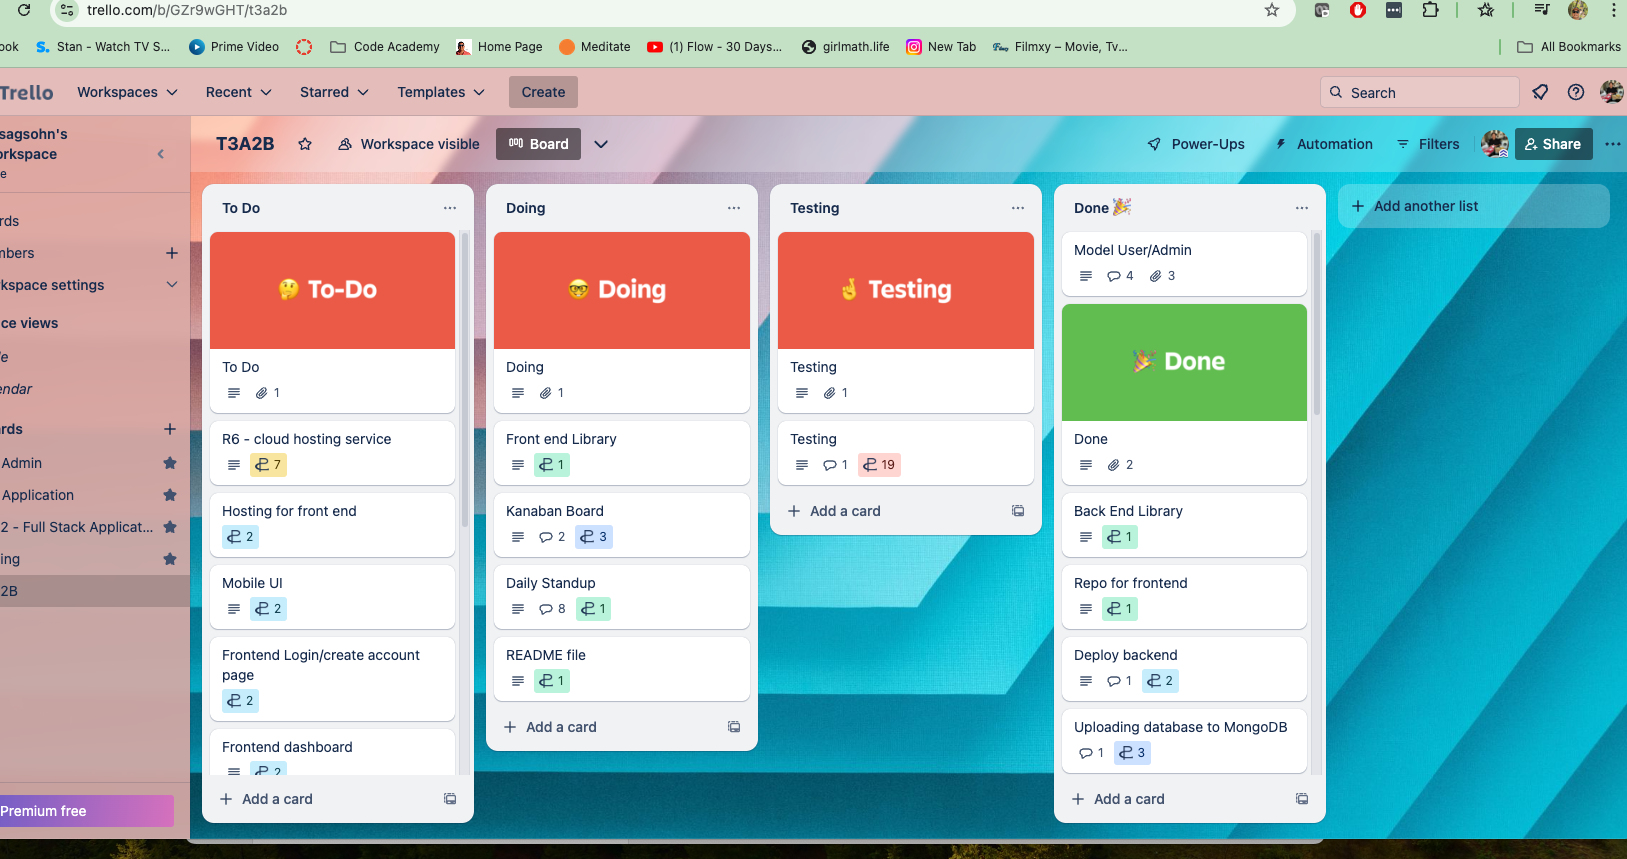 trello.com/b/GZr9wGHT/t3a2b
ook
Stan - Watch TV S...
Prime Video
Code Academy
Home Page
Meditate
(1) Flow - 30 Days...
girlmath.life
New Tab
Filmxy – Movie, Tv...
All Bookmarks
Trello
Workspaces
Recent
Starred
Templates
Create
Search
sagsohn's
orkspace
e
T3A2B
Workspace visible
Board
Power-Ups
Automation
Filters
Share
rds
mbers
kspace settings
ce views
le
endar
rds
Admin
Application
2 - Full Stack Applicat...
ing
2B
Premium free
To Do
🤔 To-Do
To Do
1
R6 - cloud hosting service
7
Hosting for front end
2
Mobile UI
2
Frontend Login/create account
page
2
Frontend dashboard
2
Add a card
Doing
🤓 Doing
Doing
1
Front end Library
1
Kanaban Board
2 3
Daily Standup
8 1
README file
1
Add a card
Testing
🤞 Testing
Testing
1
Testing
1 19
Add a card
Done 🎉
Model User/Admin
4 3
🎉 Done
Done
2
Back End Library
1
Repo for frontend
1
Deploy backend
1 2
Uploading database to MongoDB
1 3
Add a card
Add another list